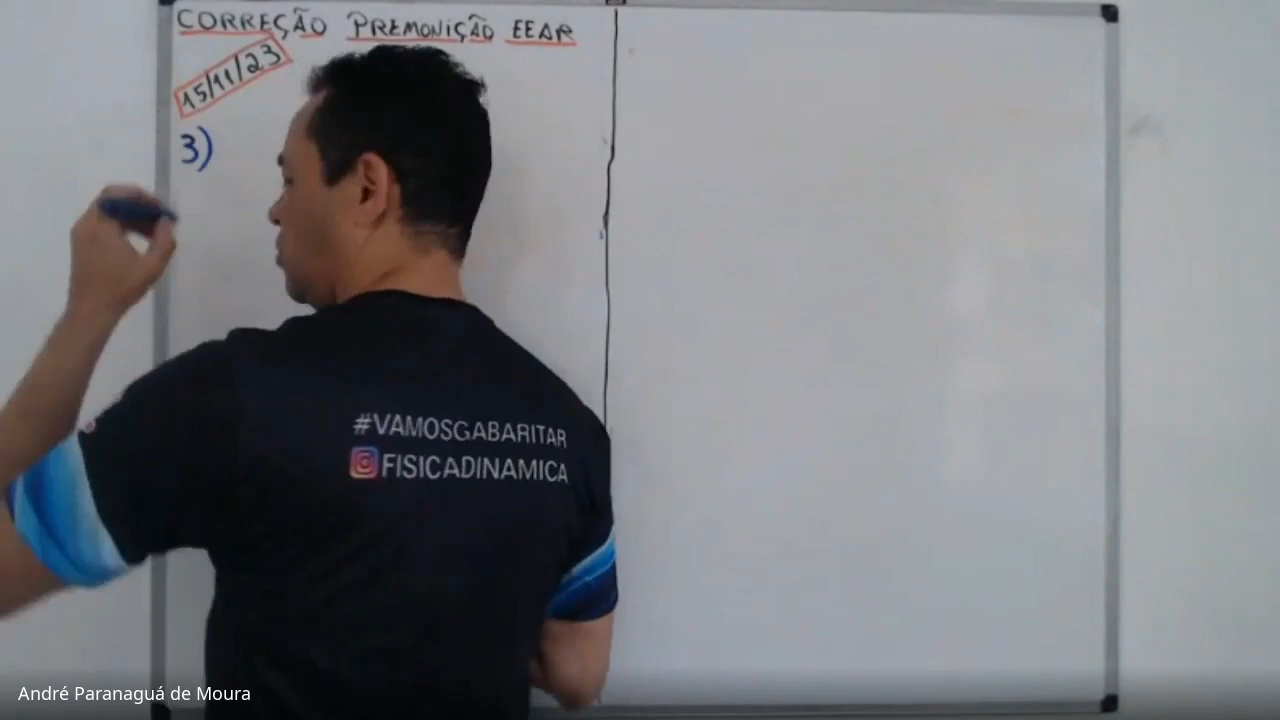 CORREÇÃO PREMONIÇÃO EEAR
15/11/23
3)
#VAMOSGABARITAR
FISICADINAMICA
André Paranaguá de Moura